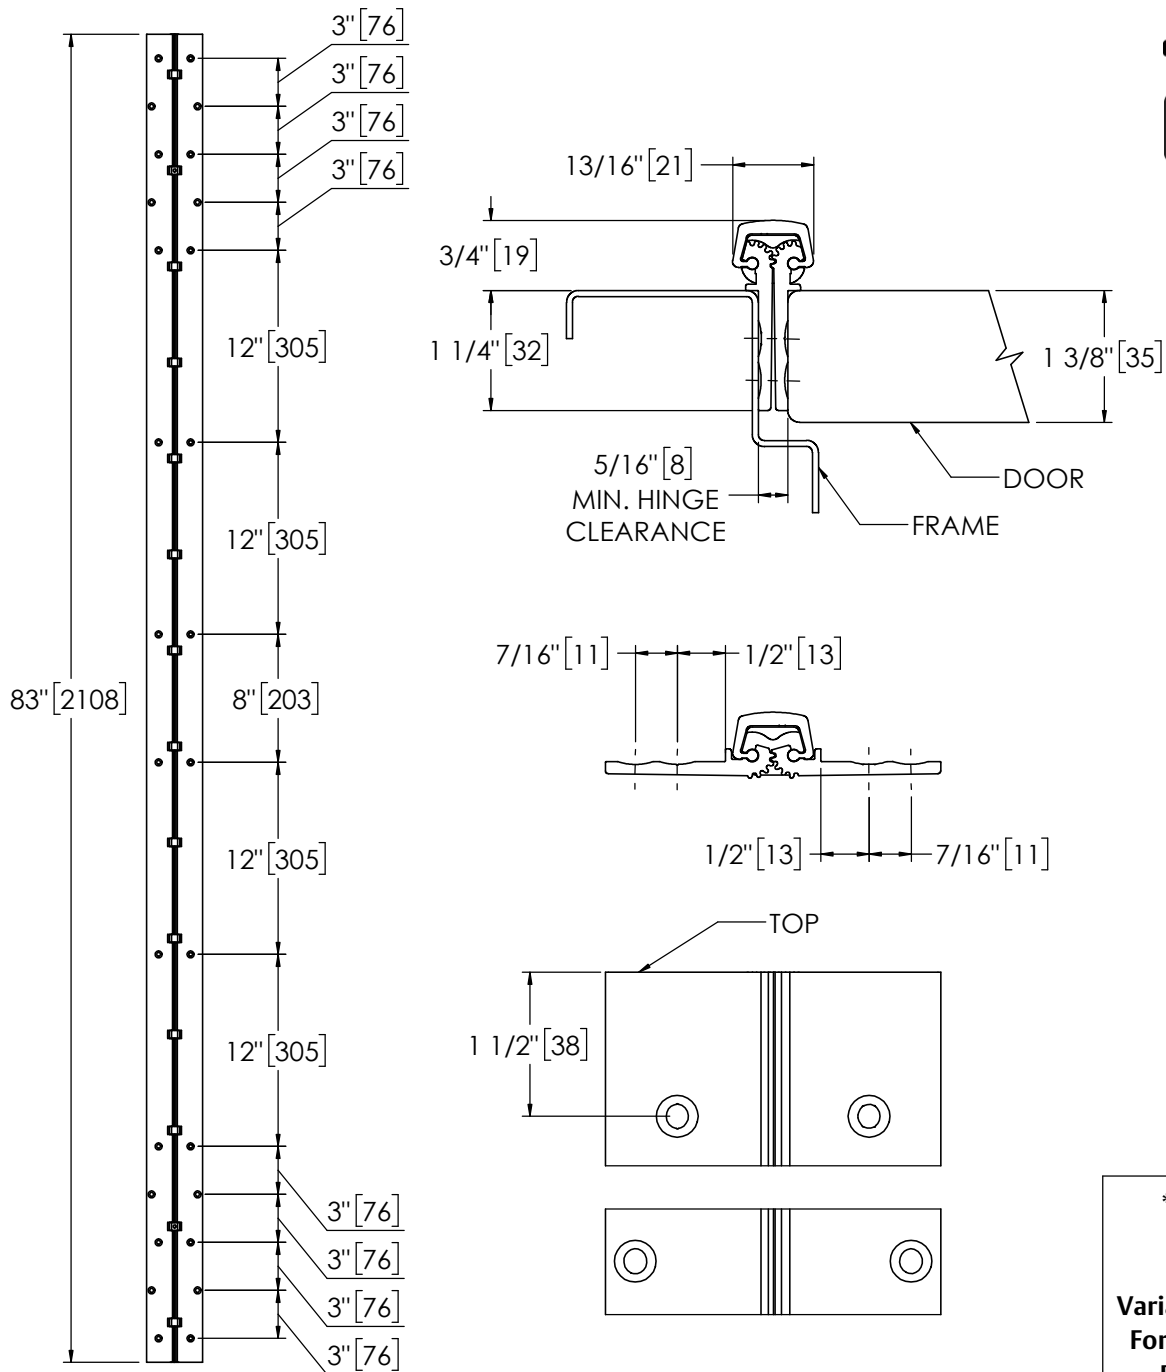 3" [76]
3" [76]
3" [76]
3" [76]
12" [305]
12" [305]
83" [2108]
8" [203]
12" [305]
12" [305]
3" [76]
3" [76]
3" [76]
3" [76]
13/16" [21]
3/4" [19]
1 1/4" [32]
1 3/8" [35]
5/16" [8]
MIN. HINGE
CLEARANCE
DOOR
FRAME
7/16" [11]
1/2" [13]
1/2" [13]
7/16" [11]
TOP
1 1/2" [38]
*
Varia
For